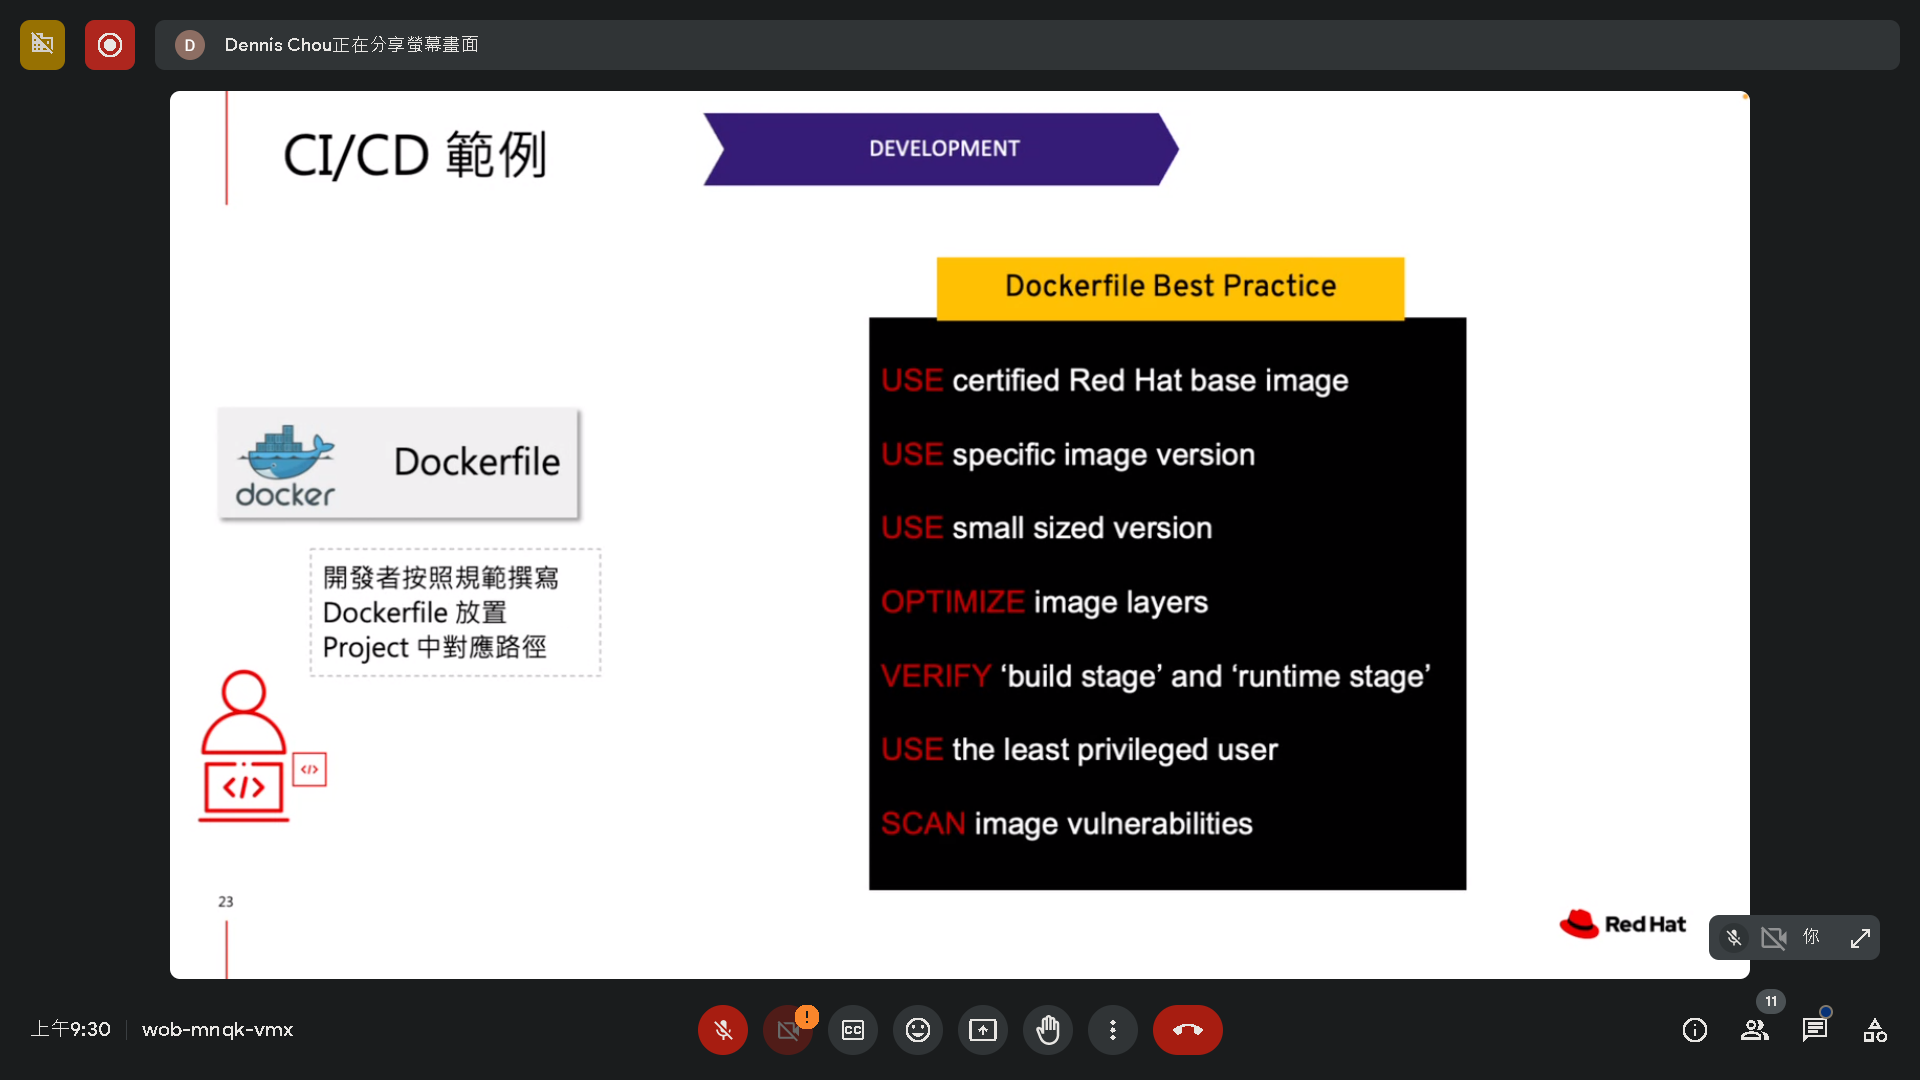 D Dennis Chou正在分享螢幕畫面
CI/CD 範例
DEVELOPMENT
Dockerfile Best Practice
USE certified Red Hat base image
USE specific image version
USE small sized version
OPTIMIZE image layers
VERIFY ‘build stage’ and ‘runtime stage’
USE the least privileged user
SCAN image vulnerabilities
docker
Dockerfile
開發者按照規範撰寫
Dockerfile 放置
Project 中對應路徑
</>
</>
23
Red Hat
你
上午9:30
wob-mnqk-vmx
!
CC
11